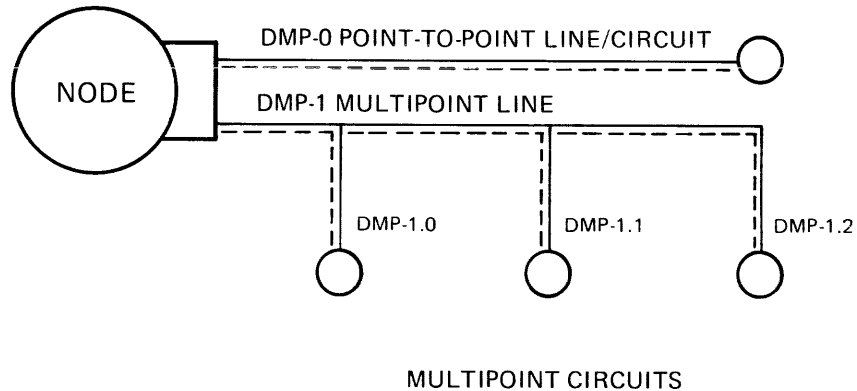 DMP-0 POINT-TO-POINT LINE/CIRCUIT
NODE
DMP-1 MULTIPOINT LINE
DMP-1.0
DMP-1.1
DMP-1.2
MULTIPOINT CIRCUITS